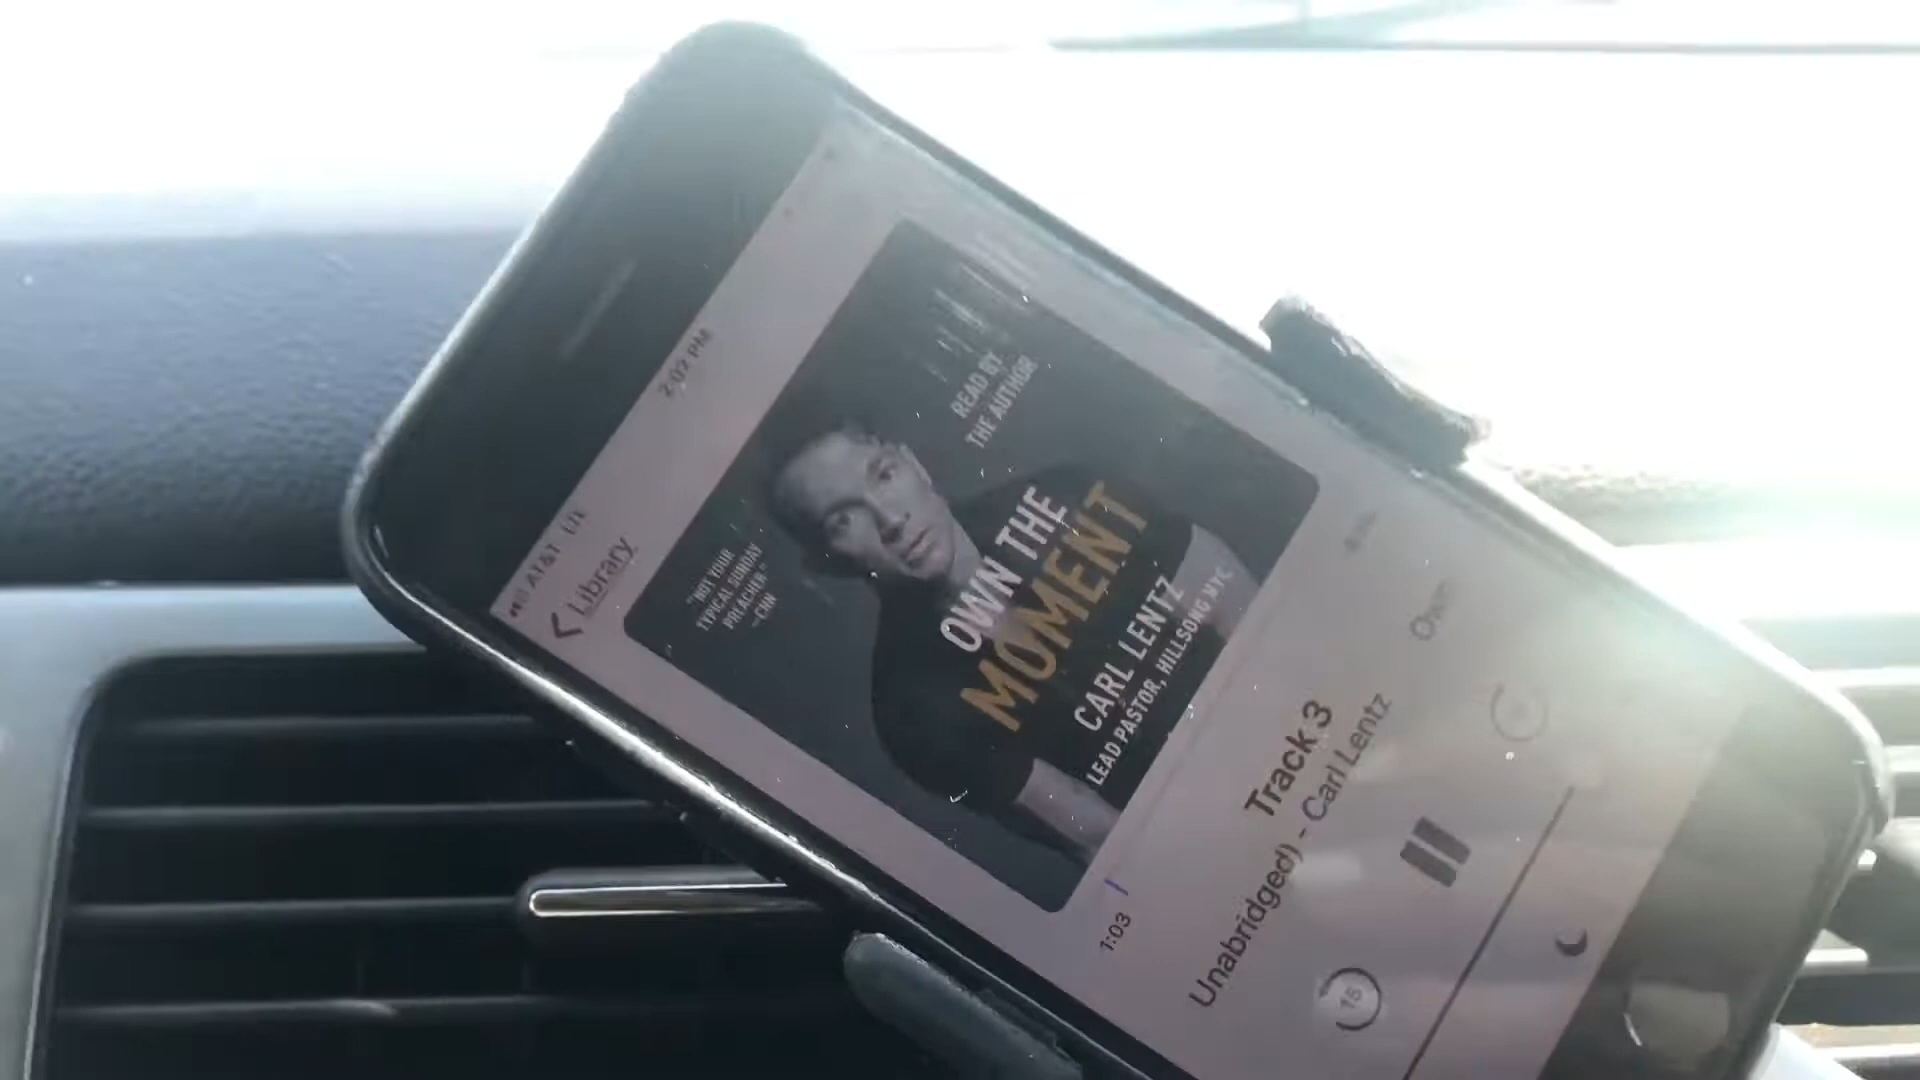 AT&T LTE
2:02 PM
Library
READ BY
THE AUTHOR
"NOT YOUR
TYPICAL SUNDAY
PREACHER."
–CNN
OWN THE
MOMENT
CARL LENTZ
LEAD PASTOR, HILLSONG NYC
1:03
Track 3
Unabridged) - Carl Lentz
15